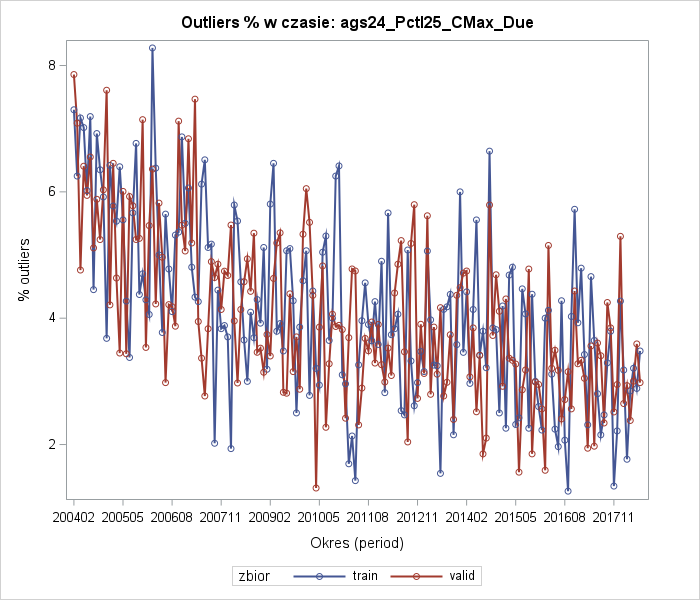 Outliers % w czasie: ags24_Pctl25_CMax_Due
% outliers
8
6
4
2
200402 200505 200608 200711 200902 201005 201108 201211 201402 201505 201608 201711
Okres (period)
zbior train valid